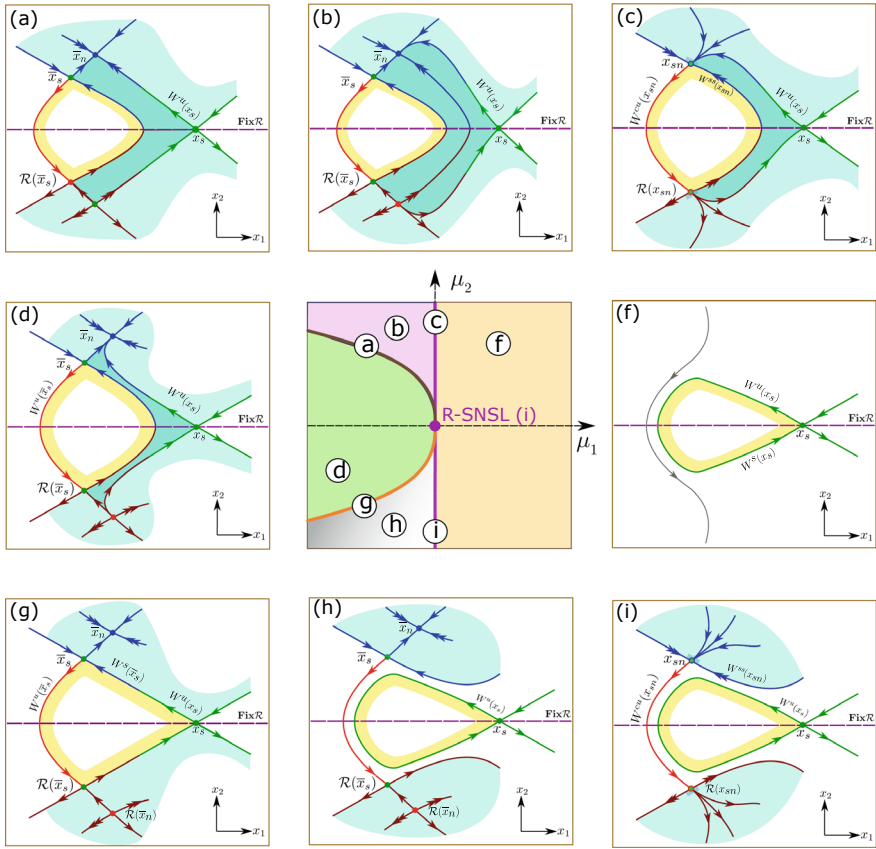 (a)
x̅ₙ
x̅ₛ
Wᵘ(xₛ)
FixR
xₛ
R(x̅ₛ)
x₂
x₁
(b)
x̅ₙ
x̅ₛ
Wᵘ(xₛ)
FixR
xₛ
R(x̅ₛ)
x₂
x₁
(c)
xₛₙ
Wˢⁿ(xₛₙ)
Wᶜᵘ(xₛₙ)
Wᵘ(xₛ)
FixR
xₛ
R(xₛₙ)
x₂
x₁
(d)
x̅ₙ
x̅ₛ
Wᵘ(x̅ₛ)
Wᵘ(xₛ)
FixR
xₛ
R(x̅ₛ)
x₂
x₁
μ₂
c
b
f
a
R-SNSL (i)
μ₁
d
g
h
i
(f)
Wᵘ(xₛ)
FixR
xₛ
Wˢ(xₛ)
x₂
x₁
(g)
x̅ₙ
x̅ₛ
Wˢ(x̅ₛ)
Wᵘ(x̅ₛ)
Wᵘ(xₛ)
FixR
xₛ
R(x̅ₛ)
R(x̅ₙ)
x₂
x₁
(h)
x̅ₙ
x̅ₛ
Wᵘ(xₛ)
FixR
xₛ
R(x̅ₛ)
R(x̅ₙ)
x₂
x₁
(i)
xₛₙ
Wˢˢ(xₛₙ)
Wᶜᵘ(xₛₙ)
Wᵘ(xₛ)
FixR
xₛ
R(xₛₙ)
x₂
x₁